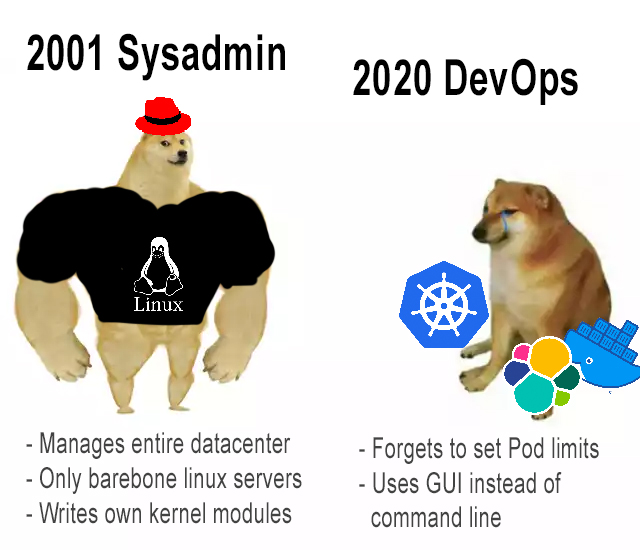 2001 Sysadmin
Linux
- Manages entire datacenter
- Only barebone linux servers
- Writes own kernel modules
2020 DevOps
- Forgets to set Pod limits
- Uses GUI instead of
command line